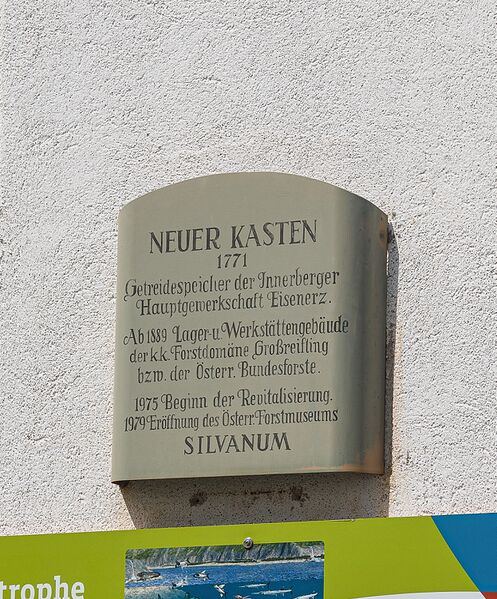 NEUER KASTEN
1771
Getreidespeicher der Innerberger
Hauptgewerkschaft Eisenerz.
Ab 1889 Lager-u. Werkstättengebäude
der k.k. Forstdomäne Großreifling
bzw. der Österr. Bundesforste.
1975 Beginn der Revitalisierung.
1979 Eröffnung des Österr. Forstmuseums
SILVANUM
trophe